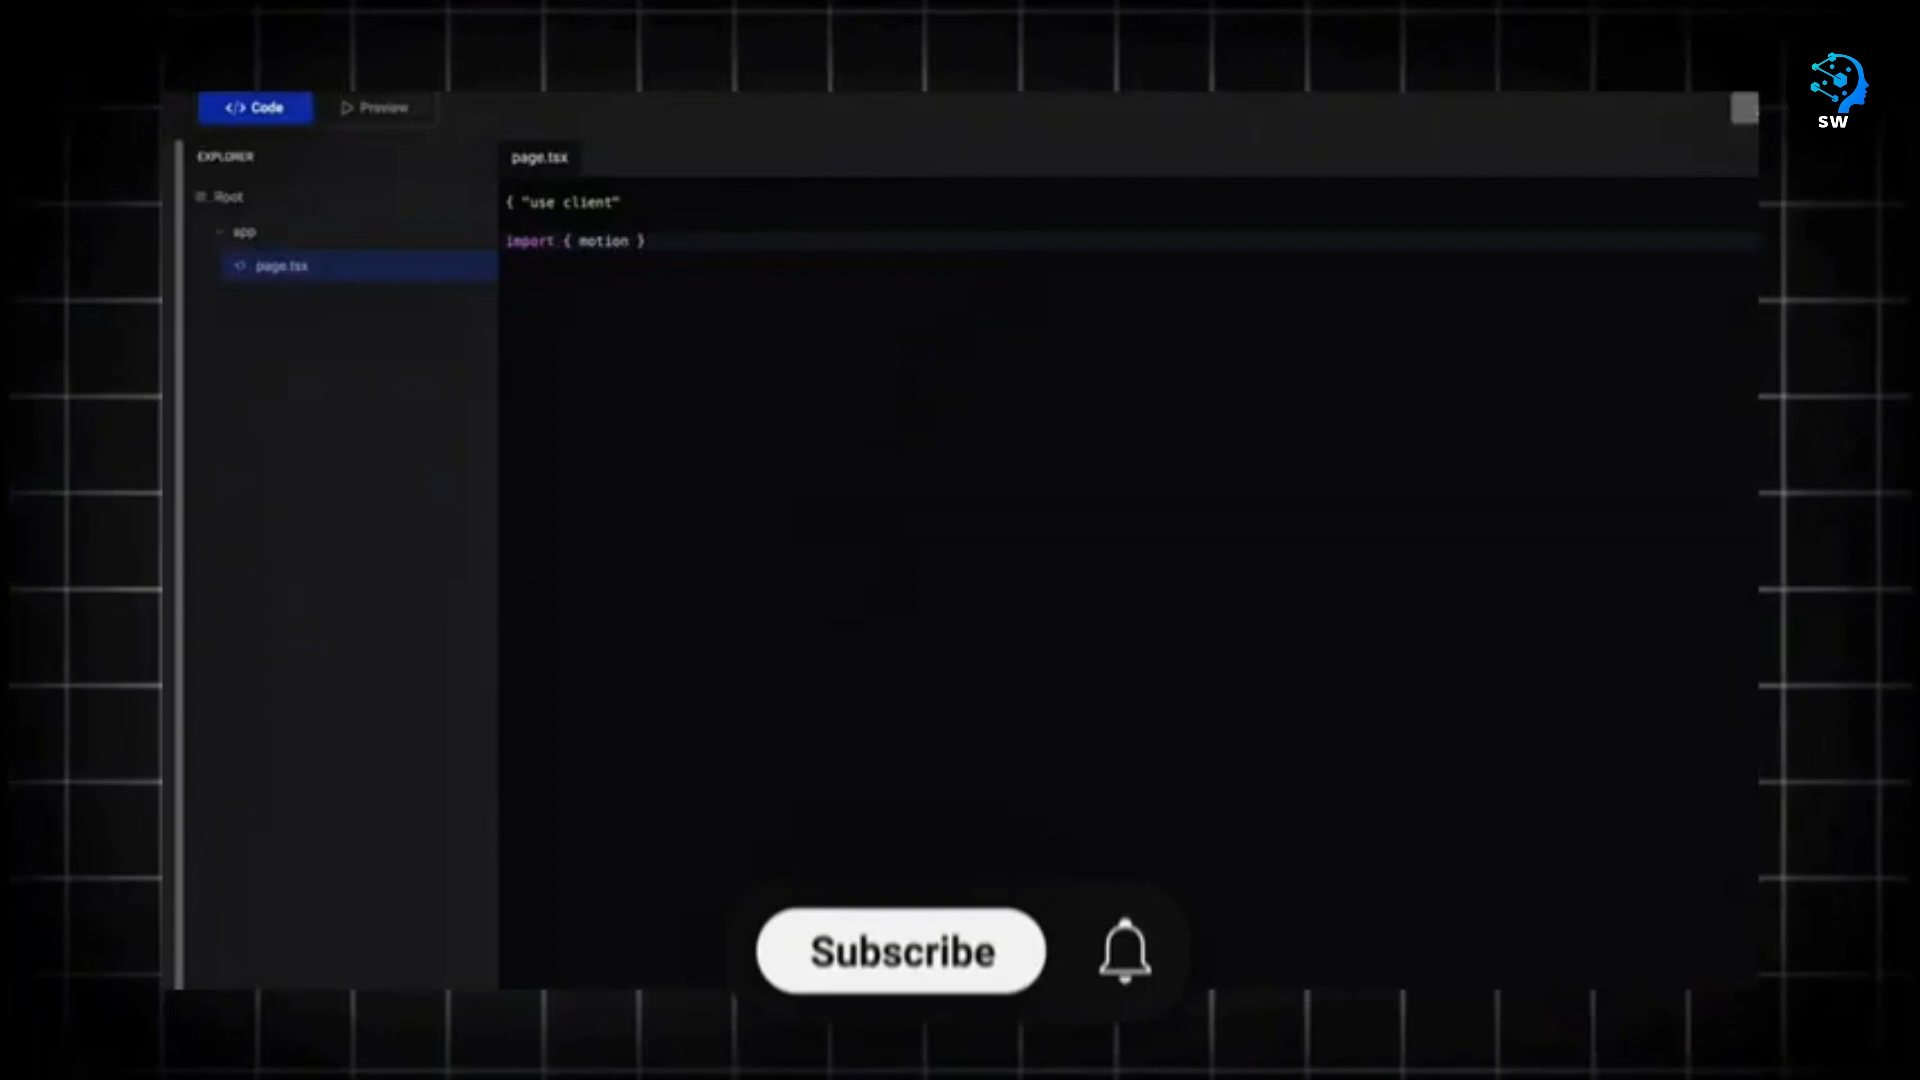 </> Code
Preview
SW
EXPLORER
page.tsx
Root
{ "use client"
app
import { motion }
page.tsx
Subscribe